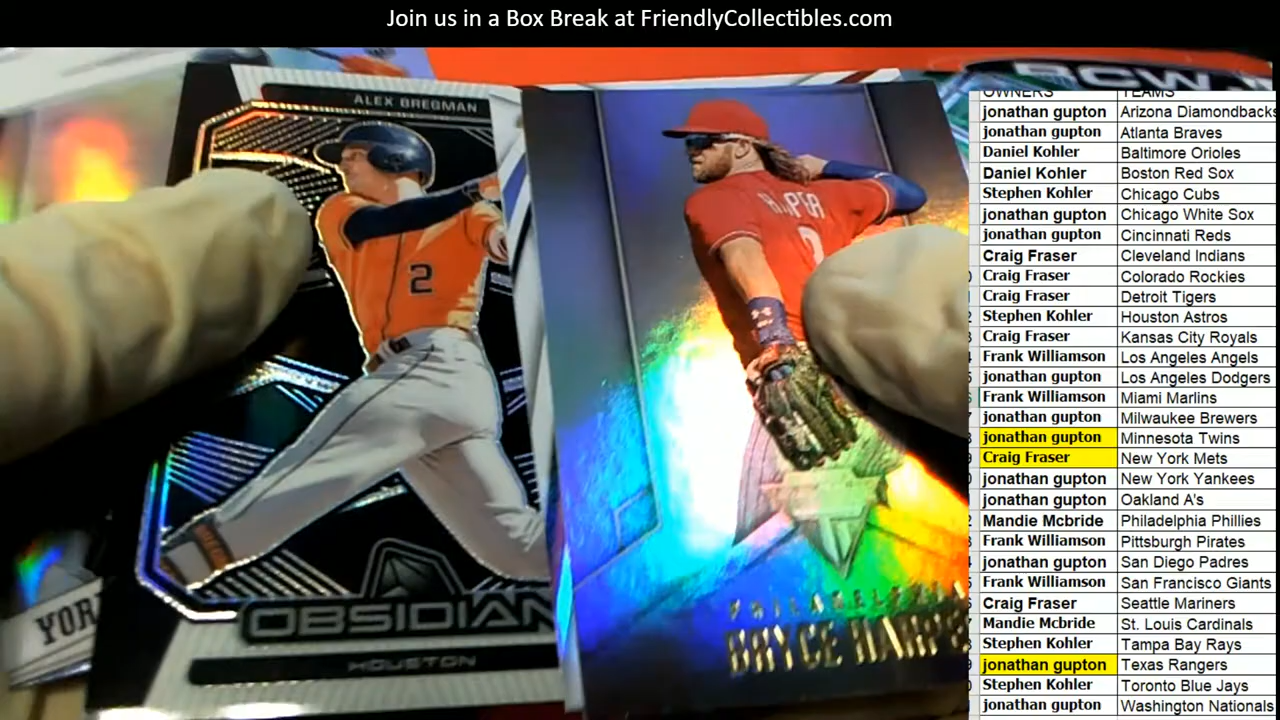 Join us in a Box Break at FriendlyCollectibles.com
BCW
ALEX BREGMAN
2
OBSIDIAN
HOUSTON
YOR
HARPER
PHILADELPHIA
BRYCE HARPE
OWNERS TEAMS
jonathan gupton Arizona Diamondbacks
jonathan gupton Atlanta Braves
Daniel Kohler Baltimore Orioles
Daniel Kohler Boston Red Sox
Stephen Kohler Chicago Cubs
jonathan gupton Chicago White Sox
jonathan gupton Cincinnati Reds
Craig Fraser Cleveland Indians
Craig Fraser Colorado Rockies
Craig Fraser Detroit Tigers
Stephen Kohler Houston Astros
Craig Fraser Kansas City Royals
Frank Williamson Los Angeles Angels
jonathan gupton Los Angeles Dodgers
Frank Williamson Miami Marlins
jonathan gupton Milwaukee Brewers
jonathan gupton Minnesota Twins
Craig Fraser New York Mets
jonathan gupton New York Yankees
jonathan gupton Oakland A's
Mandie Mcbride Philadelphia Phillies
Frank Williamson Pittsburgh Pirates
jonathan gupton San Diego Padres
Frank Williamson San Francisco Giants
Craig Fraser Seattle Mariners
Mandie Mcbride St. Louis Cardinals
Stephen Kohler Tampa Bay Rays
jonathan gupton Texas Rangers
Stephen Kohler Toronto Blue Jays
jonathan gupton Washington Nationals